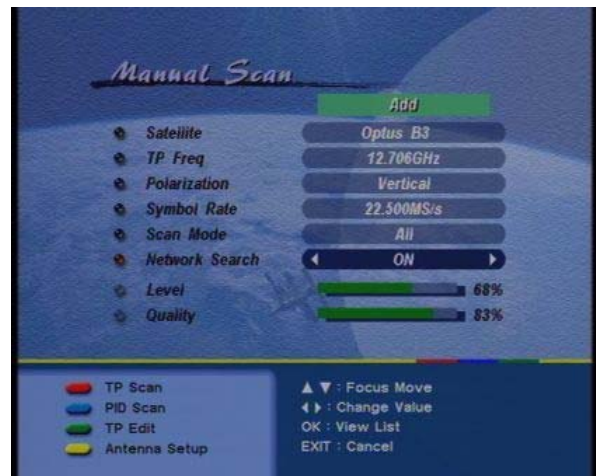 Manual Scan
Add
Satellite Optus B3
TP Freq 12.706GHz
Polarization Vertical
Symbol Rate 22.500MS/s
Scan Mode All
Network Search ON
Level 68%
Quality 83%
TP Scan
PID Scan
TP Edit
Antenna Setup
▲ ▼ : Focus Move
◀ ▶ : Change Value
OK : View List
EXIT : Cancel